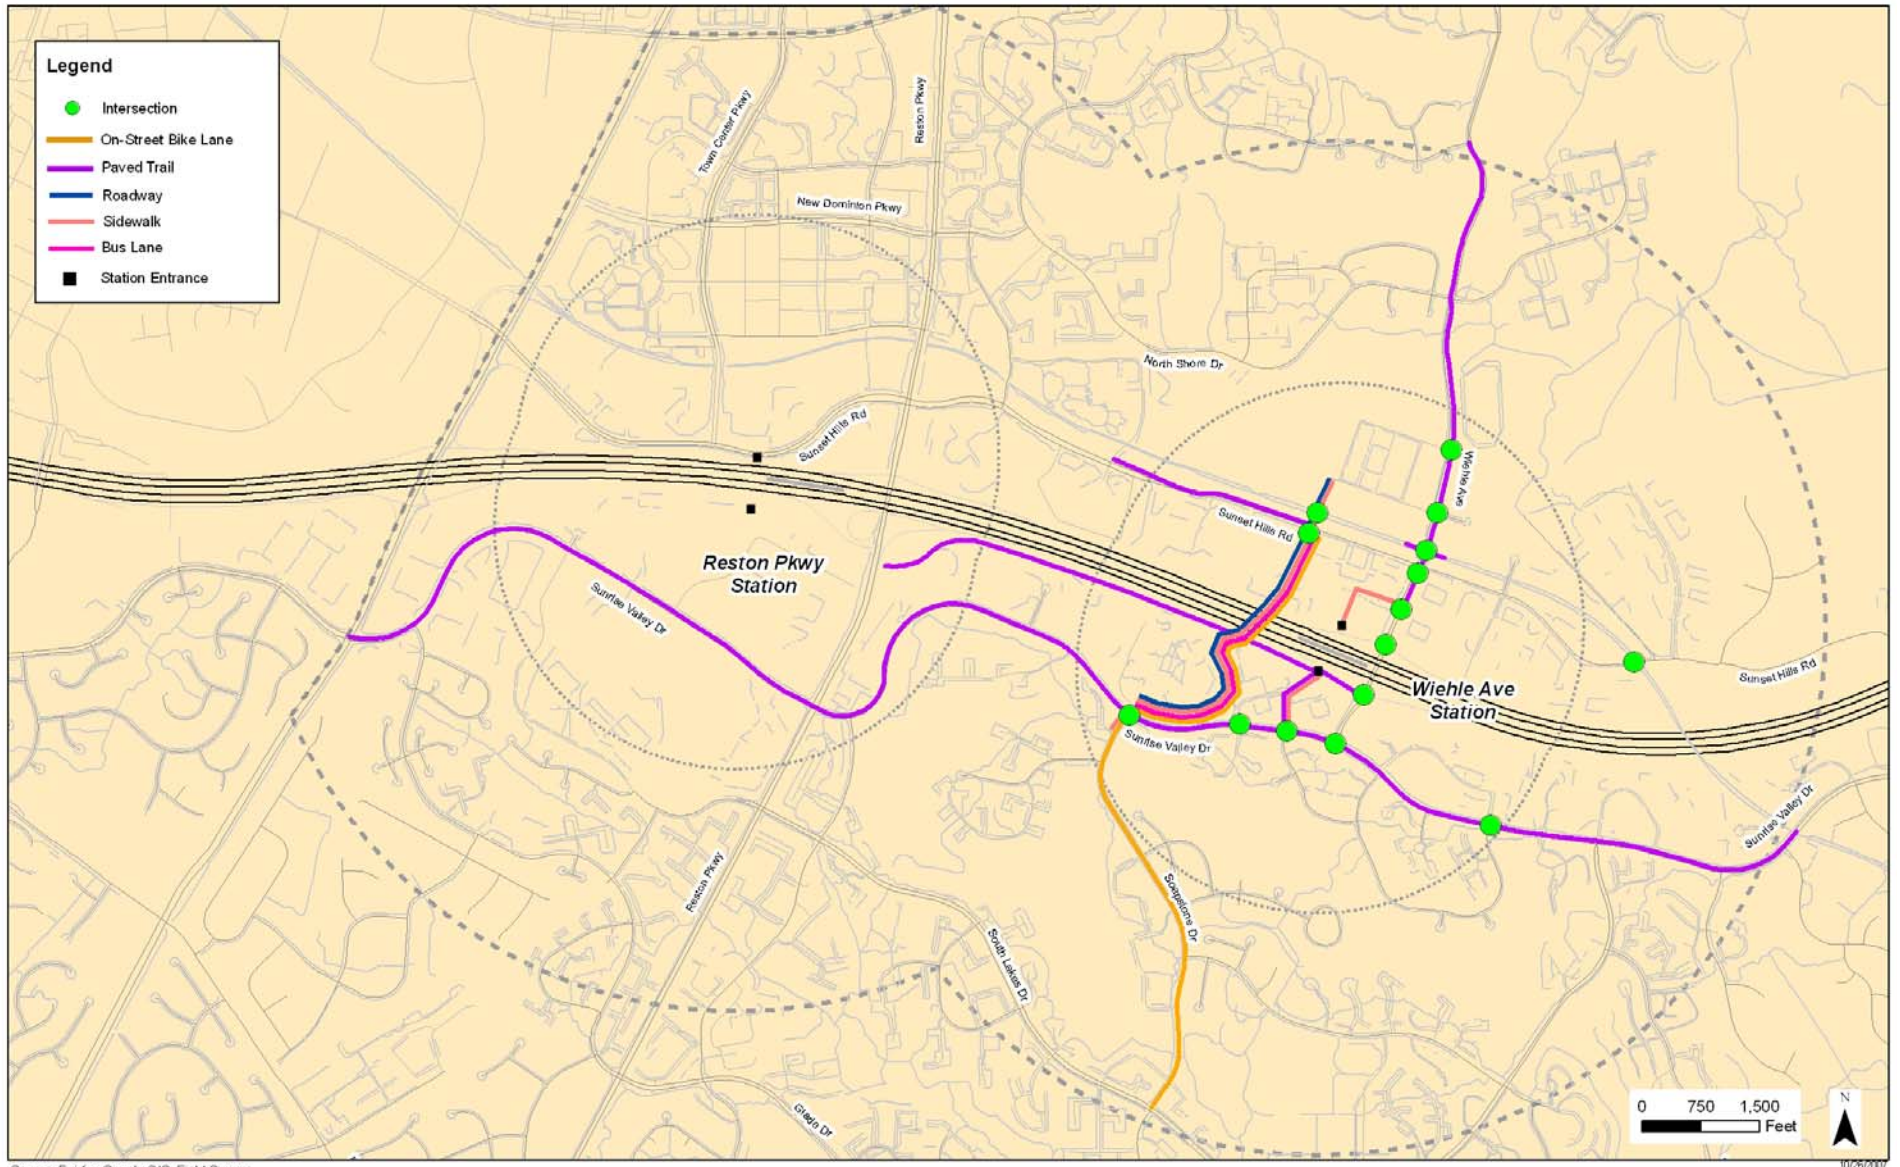 Legend
Intersection
On-Street Bike Lane
Paved Trail
Roadway
Sidewalk
Bus Lane
Station Entrance
Town Center Pkwy
Reston Pkwy
New Dominion Pkwy
North Shore Dr
Sunset Hills Rd
Wiehle Ave
Sunset Hills Rd
Reston Pkwy
Station
Sunrise Valley Dr
Sunset Hills Rd
Wiehle Ave
Station
Sunrise Valley Dr
Sunrise Valley Dr
Reston Pkwy
Soapstone Dr
South Lakes Dr
Glade Dr
0 750 1,500
Feet
N
10/26/2007